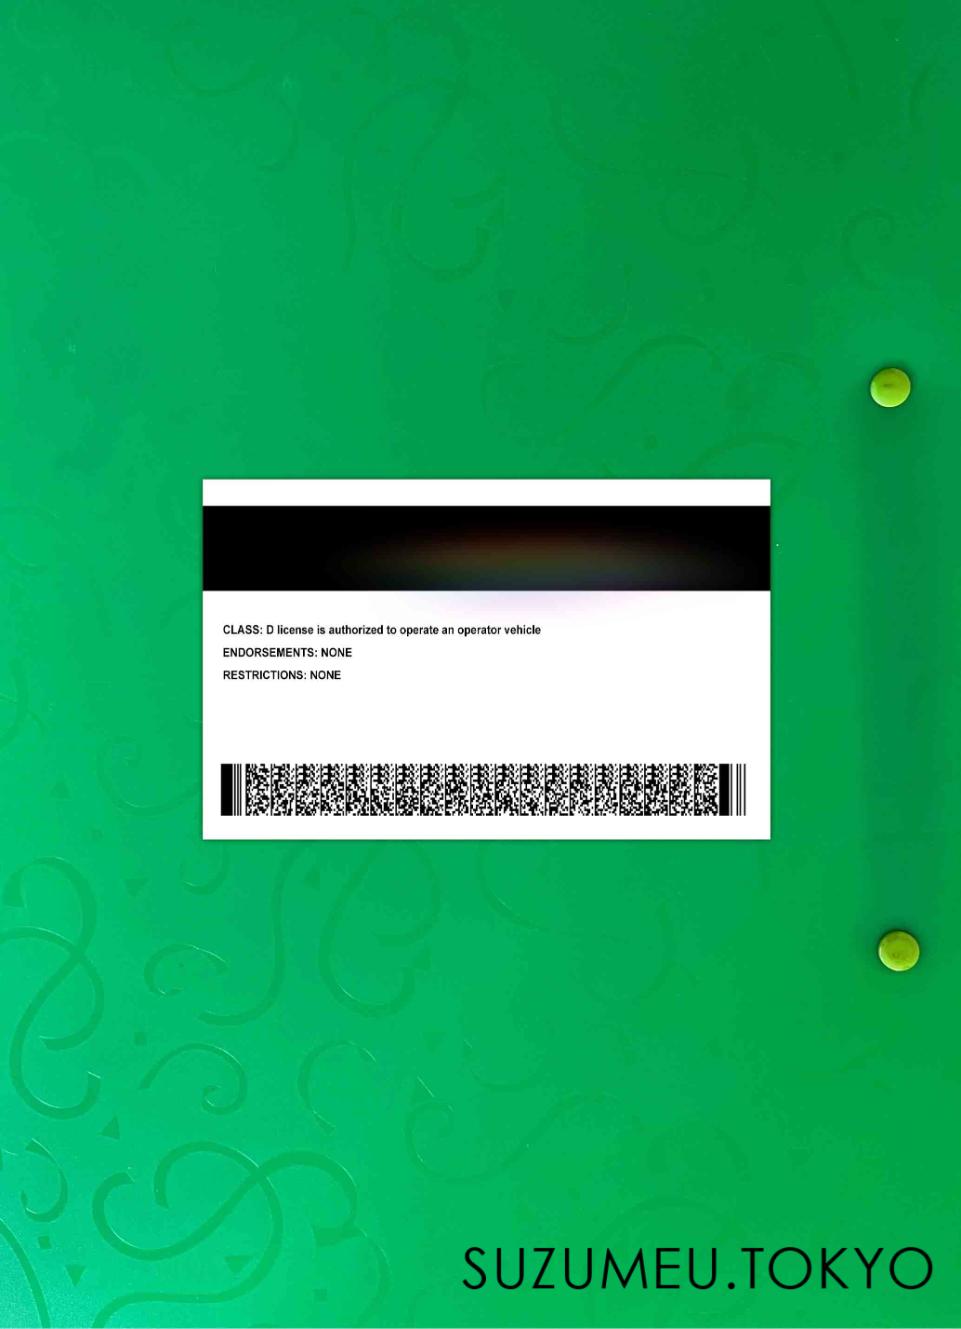 CLASS: D license is authorized to operate an operator vehicle
ENDORSEMENTS: NONE
RESTRICTIONS: NONE
SUZUMEU.TOKYO